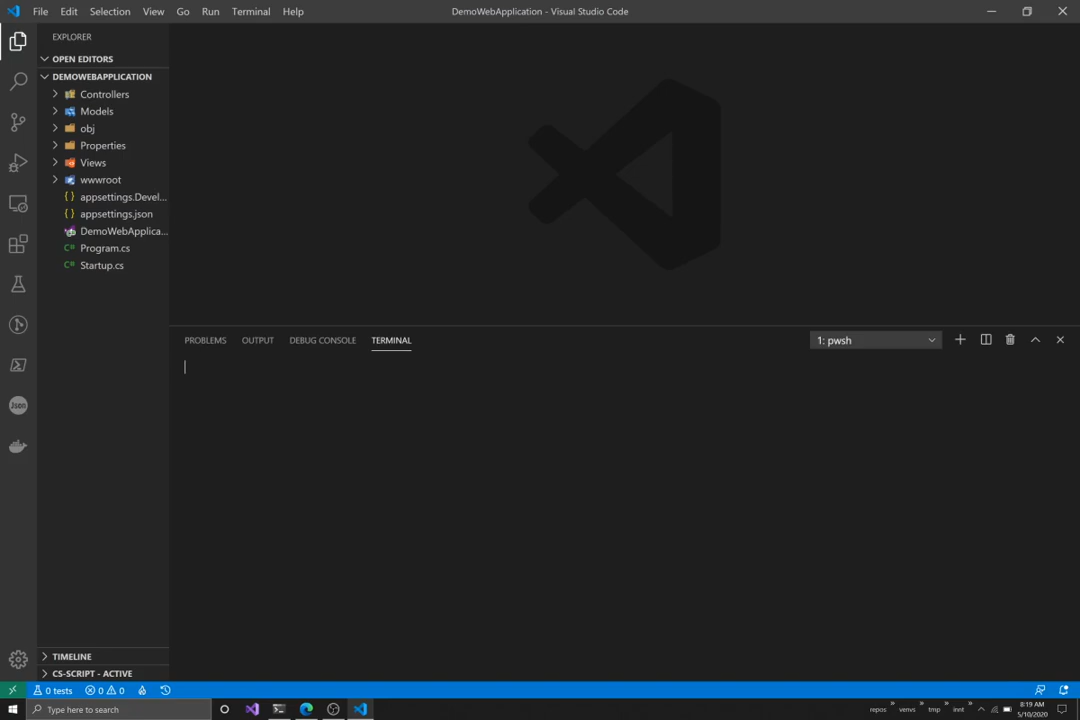 File Edit Selection View Go Run Terminal Help
DemoWebApplication - Visual Studio Code
EXPLORER
OPEN EDITORS
DEMOWEBAPPLICATION
Controllers
Models
obj
Properties
Views
wwwroot
{ } appsettings.Devel...
{ } appsettings.json
DemoWebApplica...
C# Program.cs
C# Startup.cs
PROBLEMS OUTPUT DEBUG CONSOLE TERMINAL
1: pwsh
Json
TIMELINE
CS-SCRIPT - ACTIVE
0 tests 0 0
Type here to search
repos » venvs » tmp » innt »
8:19 AM
5/10/2020